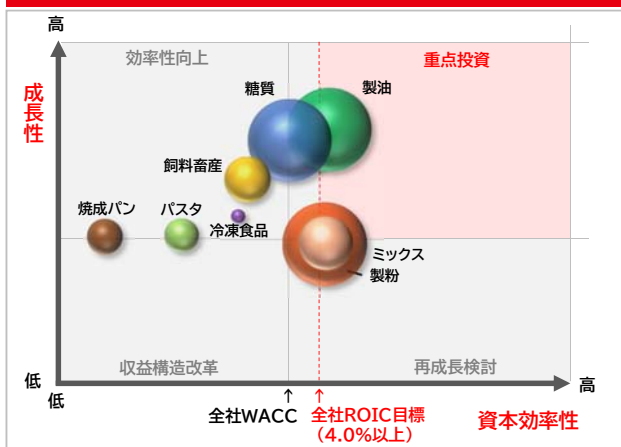 高
効率性向上
重点投資
成長性
糖質
製油
飼料畜産
焼成パン
パスタ
冷凍食品
ミックス
製粉
収益構造改革
再成長検討
低
低
高
全社WACC
全社ROIC目標
（4.0%以上）
資本効率性